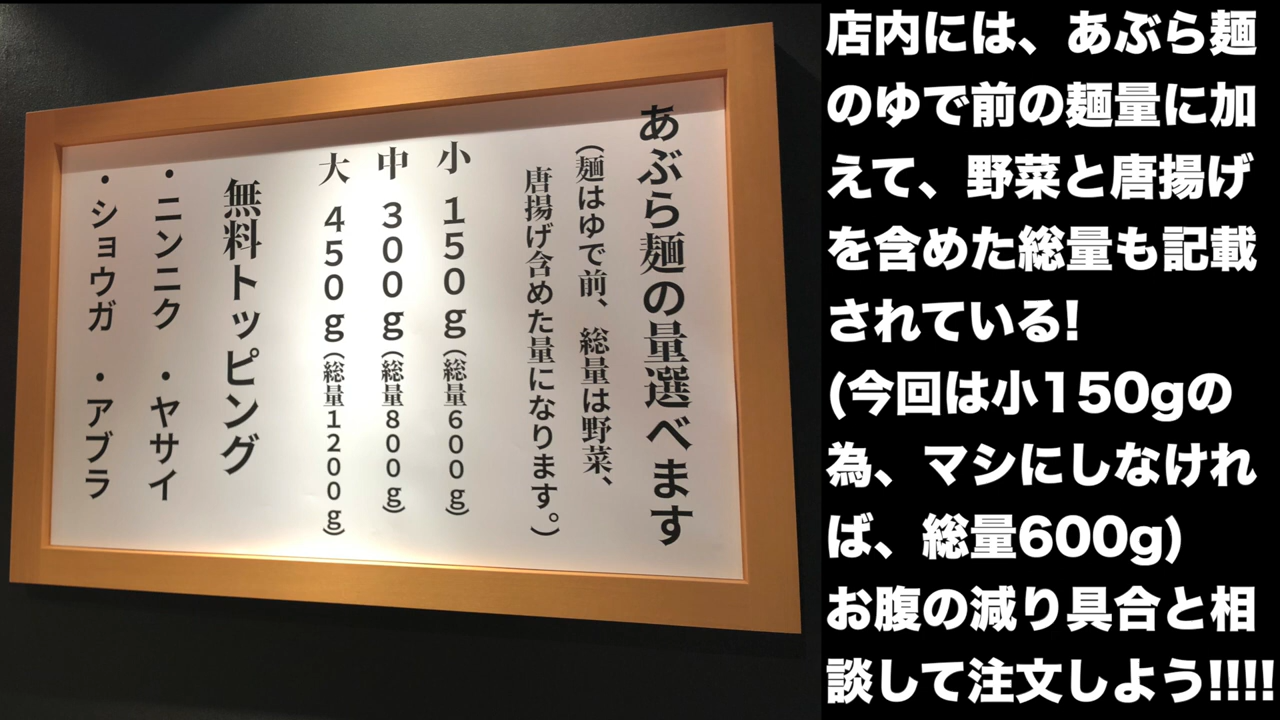 あぶら麺の量選べます
（麺はゆで前、総量は野菜、
唐揚げ含めた量になります。）
小 １５０ｇ（総量６００ｇ）
中 ３００ｇ（総量８００ｇ）
大 ４５０ｇ（総量１２００ｇ）
無料トッピング
・ニンニク ・ヤサイ
・ショウガ ・アブラ
店内には、あぶら麺
のゆで前の麺量に加
えて、野菜と唐揚げ
を含めた総量も記載
されている!
(今回は小150gの
為、マシにしなけれ
ば、総量600g)
お腹の減り具合と相
談して注文しよう!!!!